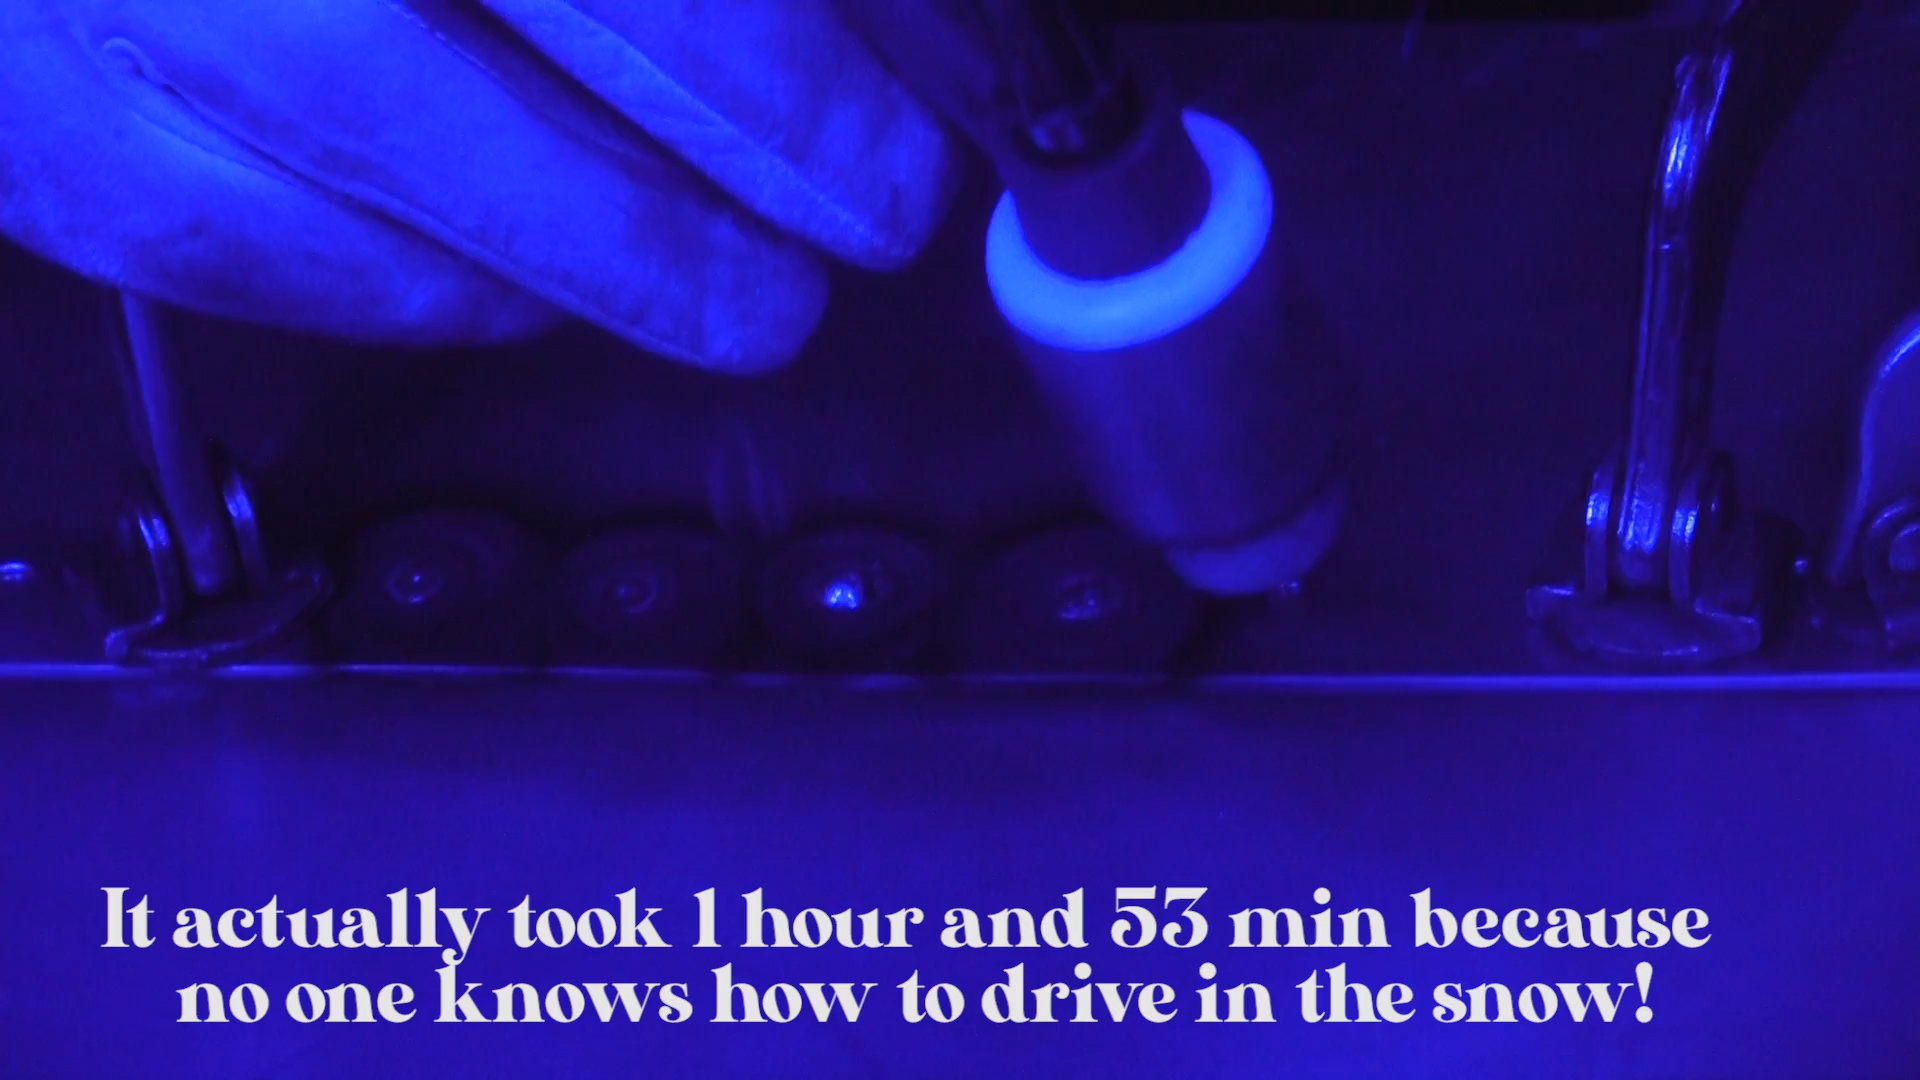 It actually took 1 hour and 53 min because
no one knows how to drive in the snow!